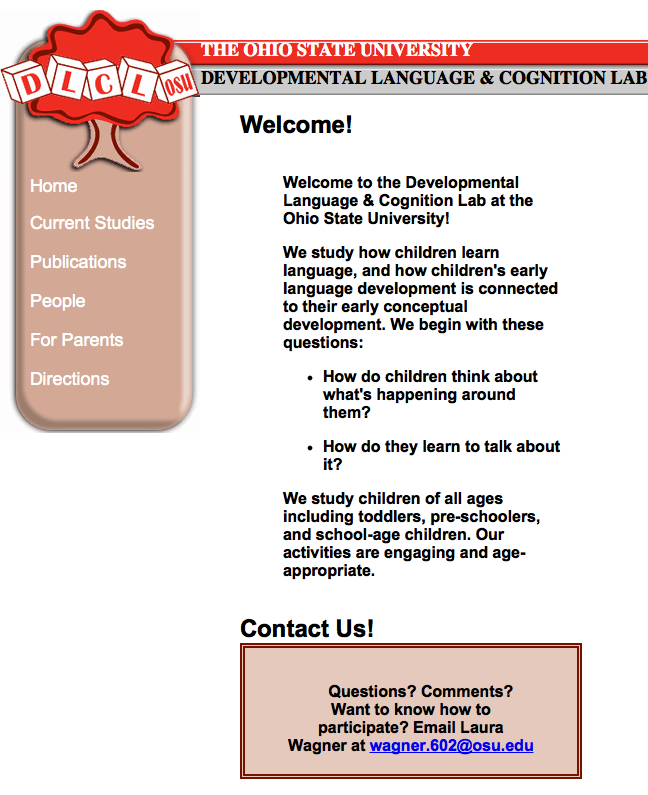 DLCL osu
THE OHIO STATE UNIVERSITY
DEVELOPMENTAL LANGUAGE & COGNITION LAB
Home
Current Studies
Publications
People
For Parents
Directions
Welcome!
Welcome to the Developmental
Language & Cognition Lab at the
Ohio State University!
We study how children learn
language, and how children's early
language development is connected
to their early conceptual
development. We begin with these
questions:
• How do children think about
what's happening around
them?
• How do they learn to talk about
it?
We study children of all ages
including toddlers, pre-schoolers,
and school-age children. Our
activities are engaging and age-
appropriate.
Contact Us!
Questions? Comments?
Want to know how to
participate? Email Laura
Wagner at wagner.602@osu.edu